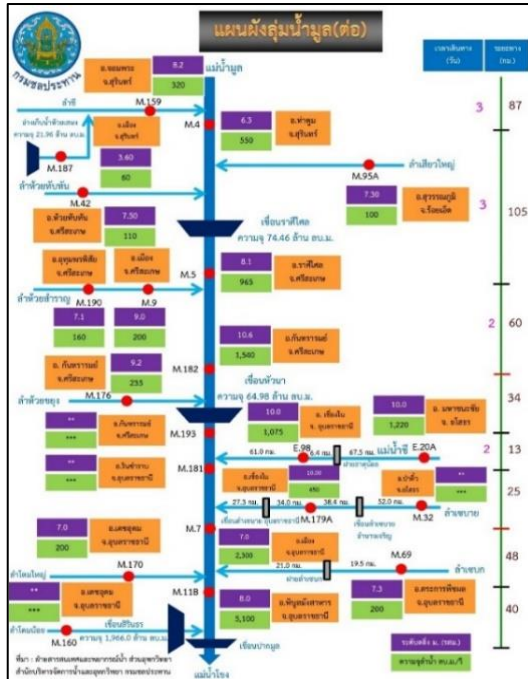 แผนผังลุ่มน้ำมูล(ต่อ)
กรมชลประทาน
เวลาเดินทาง
(วัน)
ระยะทาง
(กม.)
อ.จอมพระ
จ.สุรินทร์
8.2
320
แม่น้ำมูล
ลำชี
M.159
อ่างเก็บน้ำห้วยเสนง
ความจุ 21.96 ล้าน ลบ.ม.
อ.เมือง
จ.สุรินทร์
3.60
60
M.187
M.4
6.3
550
อ.ท่าตูม
จ.สุรินทร์
3
87
M.95A
ลำเสียวใหญ่
7.30
100
อ.สุวรรณภูมิ
จ.ร้อยเอ็ด
3
105
ลำห้วยทับทัน
M.42
อ.ห้วยทับทัน
จ.ศรีสะเกษ
7.50
110
เขื่อนราศีไศล
ความจุ 74.46 ล้าน ลบ.ม.
อ.อุทุมพรพิสัย
จ.ศรีสะเกษ
อ.เมือง
จ.ศรีสะเกษ
M.5
8.1
965
อ.ราศีไศล
จ.ศรีสะเกษ
ลำห้วยสำราญ
M.190
M.9
7.1
160
9.0
200
2
60
10.6
1,540
อ.กันทรารมย์
จ.ศรีสะเกษ
อ. กันทรารมย์
จ.ศรีสะเกษ
9.2
235
M.182
M.176
ลำห้วยขยุง
เขื่อนหัวนา
ความจุ 64.98 ล้าน ลบ.ม.
34
**
***
อ.กันทรารมย์
จ.ศรีสะเกษ
M.193
10.0
1,075
อ. เขื่องใน
จ.อุบลราชธานี
10.0
1,220
อ. มหาชนะชัย
จ. ยโสธร
61.0 กม.
E.98
6.4 กม.
67.5 กม.
แม่น้ำชี
E.20A
ฝายธาตุน้อย
2
13
**
***
อ.วารินชำราบ
จ.อุบลราชธานี
M.181
อ.เขื่องใน
จ.อุบลราชธานี
10.00
450
อ.ป่าติ้ว
จ.ยโสธร
**
***
25
27.3 กม.
34.0 กม.
38.4 กม.
52.0 กม.
M.179A
M.32
ลำเซบาย
M.7
7.0
200
อ.เดชอุดม
จ.อุบลราชธานี
7.0
2,300
อ.เมือง
จ.อุบลราชธานี
48
M.170
ลำโดมใหญ่
M.69
ลำเซบก
21.0 กม.
19.5 กม.
**
***
อ.เดชอุดม
จ.อุบลราชธานี
M.11B
8.0
3,100
อ.พิบูลมังสาหาร
จ.อุบลราชธานี
7.3
200
อ.ตระการพืชผล
จ.อุบลราชธานี
40
ลำโดมน้อย
M.160
เขื่อนสิรินธร
ความจุ 1,966.0 ล้าน ลบ.ม.
เขื่อนปากมูล
แม่น้ำโขง
ระดับตลิ่ง ม. (รทก.)
ความจุลำน้ำ ลบ.ม./วิ
ที่มา : ฝ่ายสารสนเทศและพยากรณ์น้ำ ส่วนอุทกวิทยา
สำนักบริหารจัดการน้ำและอุทกวิทยา กรมชลประทาน